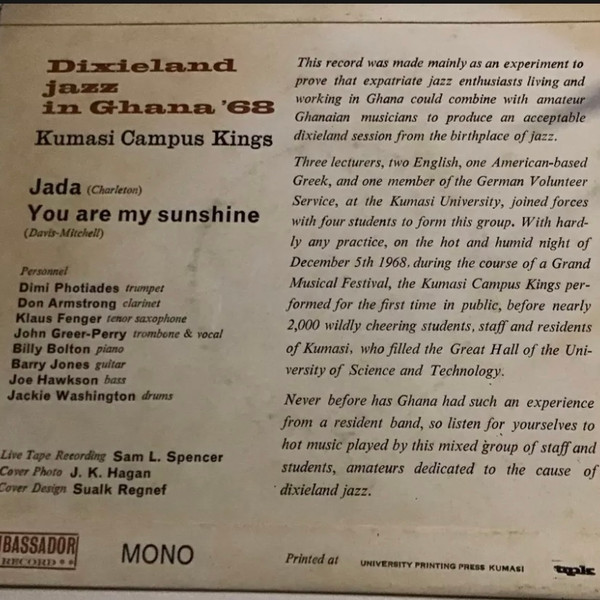 Dixieland
jazz
in Ghana '68
Kumasi Campus Kings
Jada (Charleton)
You are my sunshine
(Davis-Mitchell)
Personnel
Dimi Photiades trumpet
Don Armstrong clarinet
Klaus Fenger tenor saxophone
John Greer-Perry trombone & vocal
Billy Bolton piano
Barry Jones guitar
Joe Hawkson bass
Jackie Washington drums
Live Tape Recording Sam L. Spencer
Cover Photo J. K. Hagan
Cover Design Sualk Regnef
This record was made mainly as an experiment to
prove that expatriate jazz enthusiasts living and
working in Ghana could combine with amateur
Ghanaian musicians to produce an acceptable
dixieland session from the birthplace of jazz.
Three lecturers, two English, one American-based
Greek, and one member of the German Volunteer
Service, at the Kumasi University, joined forces
with four students to form this group. With hard-
ly any practice, on the hot and humid night of
December 5th 1968. during the course of a Grand
Musical Festival, the Kumasi Campus Kings per-
formed for the first time in public, before nearly
2,000 wildly cheering students, staff and residents
of Kumasi, who filled the Great Hall of the Uni-
versity of Science and Technology.
Never before has Ghana had such an experience
from a resident band, so listen for yourselves to
hot music played by this mixed group of staff and
students, amateurs dedicated to the cause of
dixieland jazz.
BASSADOR
RECORD
MONO
Printed at UNIVERSITY PRINTING PRESS KUMASI upk